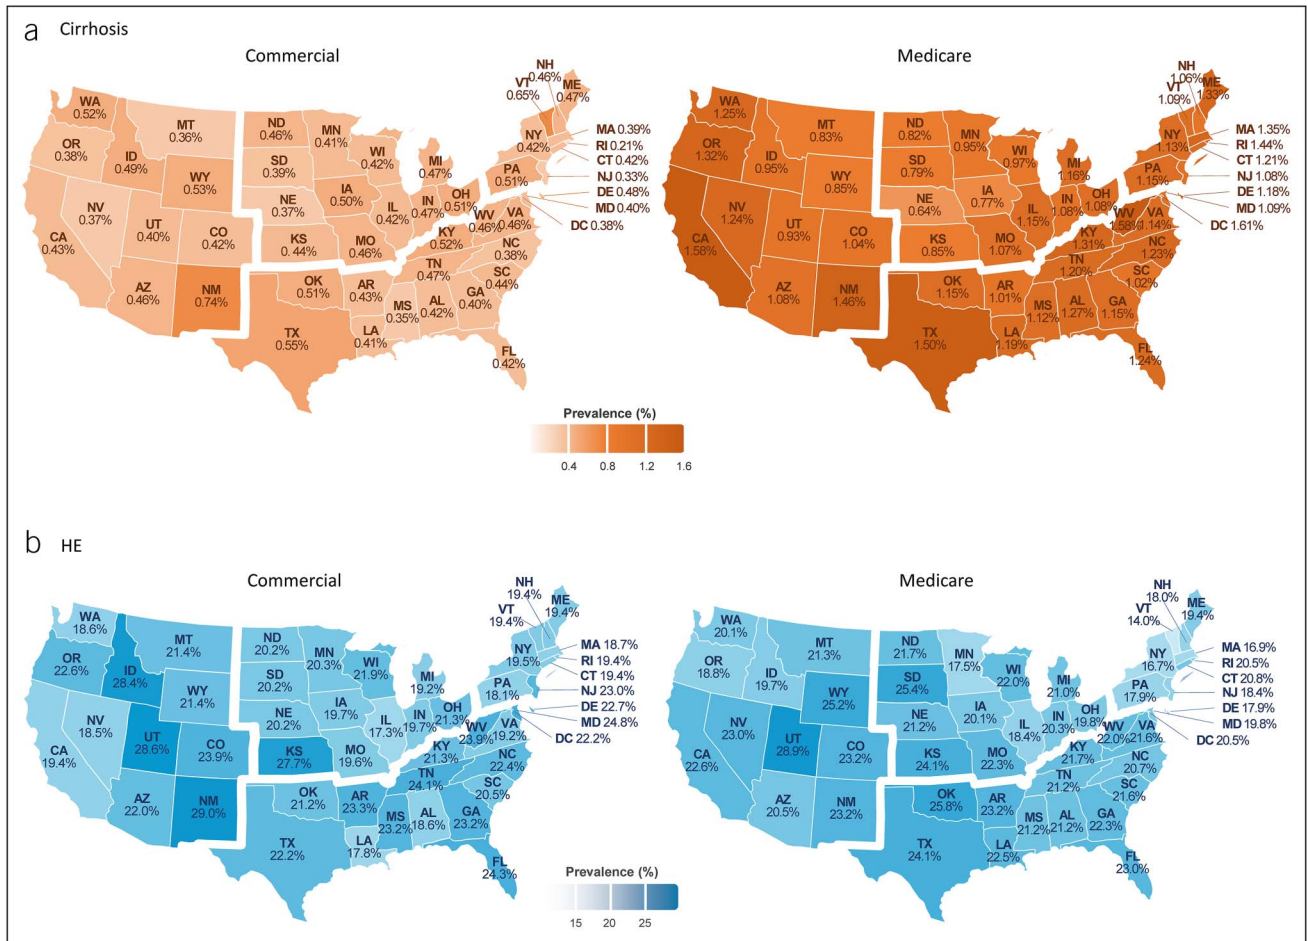 a Cirrhosis
Commercial
WA
0.52%
OR
0.38%
CA
0.43%
NV
0.37%
ID
0.49%
MT
0.36%
WY
0.53%
UT
0.40%
CO
0.42%
AZ
0.46%
NM
0.74%
ND
0.46%
SD
0.39%
NE
0.37%
KS
0.44%
MN
0.41%
IA
0.50%
MO
0.46%
WI
0.42%
IL
0.42%
MI
0.47%
IN
0.47%
OH
0.51%
OK
0.51%
TX
0.55%
AR
0.43%
LA
0.41%
MS
0.35%
AL
0.42%
TN
0.47%
KY
0.52%
WV
0.46%
VA
0.46%
NC
0.38%
SC
0.44%
GA
0.40%
FL
0.42%
PA
0.51%
NY
0.42%
VT
0.65%
NH
0.46%
ME
0.47%
MA 0.39%
RI 0.21%
CT 0.42%
NJ 0.33%
DE 0.48%
MD 0.40%
DC 0.38%
Medicare
WA
1.25%
OR
1.32%
CA
1.58%
NV
1.24%
ID
0.95%
MT
0.83%
WY
0.85%
UT
0.93%
CO
1.04%
AZ
1.08%
NM
1.46%
ND
0.82%
SD
0.79%
NE
0.64%
KS
0.85%
MN
0.95%
IA
0.77%
MO
1.07%
WI
0.97%
IL
1.15%
MI
1.16%
IN
1.08%
OH
1.08%
OK
1.15%
TX
1.50%
AR
1.01%
LA
1.19%
MS
1.12%
AL
1.27%
TN
1.20%
KY
1.31%
WV
1.58%
VA
1.14%
NC
1.23%
SC
1.02%
GA
1.15%
FL
1.24%
PA
1.15%
NY
1.13%
VT
1.09%
NH
1.06%
ME
1.33%
MA 1.35%
RI 1.44%
CT 1.21%
NJ 1.08%
DE 1.18%
MD 1.09%
DC 1.61%
Prevalence (%)
0.4 0.8 1.2 1.6
b HE
Commercial
WA
18.6%
OR
22.6%
CA
19.4%
NV
18.5%
ID
28.4%
MT
21.4%
WY
21.4%
UT
28.6%
CO
23.9%
AZ
22.0%
NM
29.0%
ND
20.2%
SD
20.2%
NE
20.2%
KS
27.7%
MN
20.3%
IA
19.7%
MO
19.6%
WI
21.9%
IL
17.3%
MI
19.2%
IN
19.7%
OH
21.3%
OK
21.2%
TX
22.2%
AR
23.3%
LA
17.8%
MS
23.2%
AL
18.6%
TN
24.1%
KY
21.3%
WV
23.9%
VA
19.2%
NC
22.4%
SC
20.5%
GA
23.2%
FL
24.3%
PA
18.1%
NY
19.5%
VT
19.4%
NH
19.4%
ME
19.4%
MA 18.7%
RI 19.4%
CT 19.4%
NJ 23.0%
DE 22.7%
MD 24.8%
DC 22.2%
Medicare
WA
20.1%
OR
18.8%
CA
22.6%
NV
23.0%
ID
19.7%
MT
21.3%
WY
25.2%
UT
28.9%
CO
23.2%
AZ
20.5%
NM
23.2%
ND
21.7%
SD
25.4%
NE
21.2%
KS
24.1%
MN
17.5%
IA
20.1%
MO
22.3%
WI
22.0%
IL
18.4%
MI
21.0%
IN
20.3%
OH
19.8%
OK
25.8%
TX
24.1%
AR
23.2%
LA
22.5%
MS
21.2%
AL
21.2%
TN
21.2%
KY
21.7%
WV
22.0%
VA
21.6%
NC
20.7%
SC
21.6%
GA
22.3%
FL
23.0%
PA
17.9%
NY
16.7%
VT
14.0%
NH
18.0%
ME
19.4%
MA 16.9%
RI 20.5%
CT 20.8%
NJ 18.4%
DE 17.9%
MD 19.8%
DC 20.5%
Prevalence (%)
15 20 25